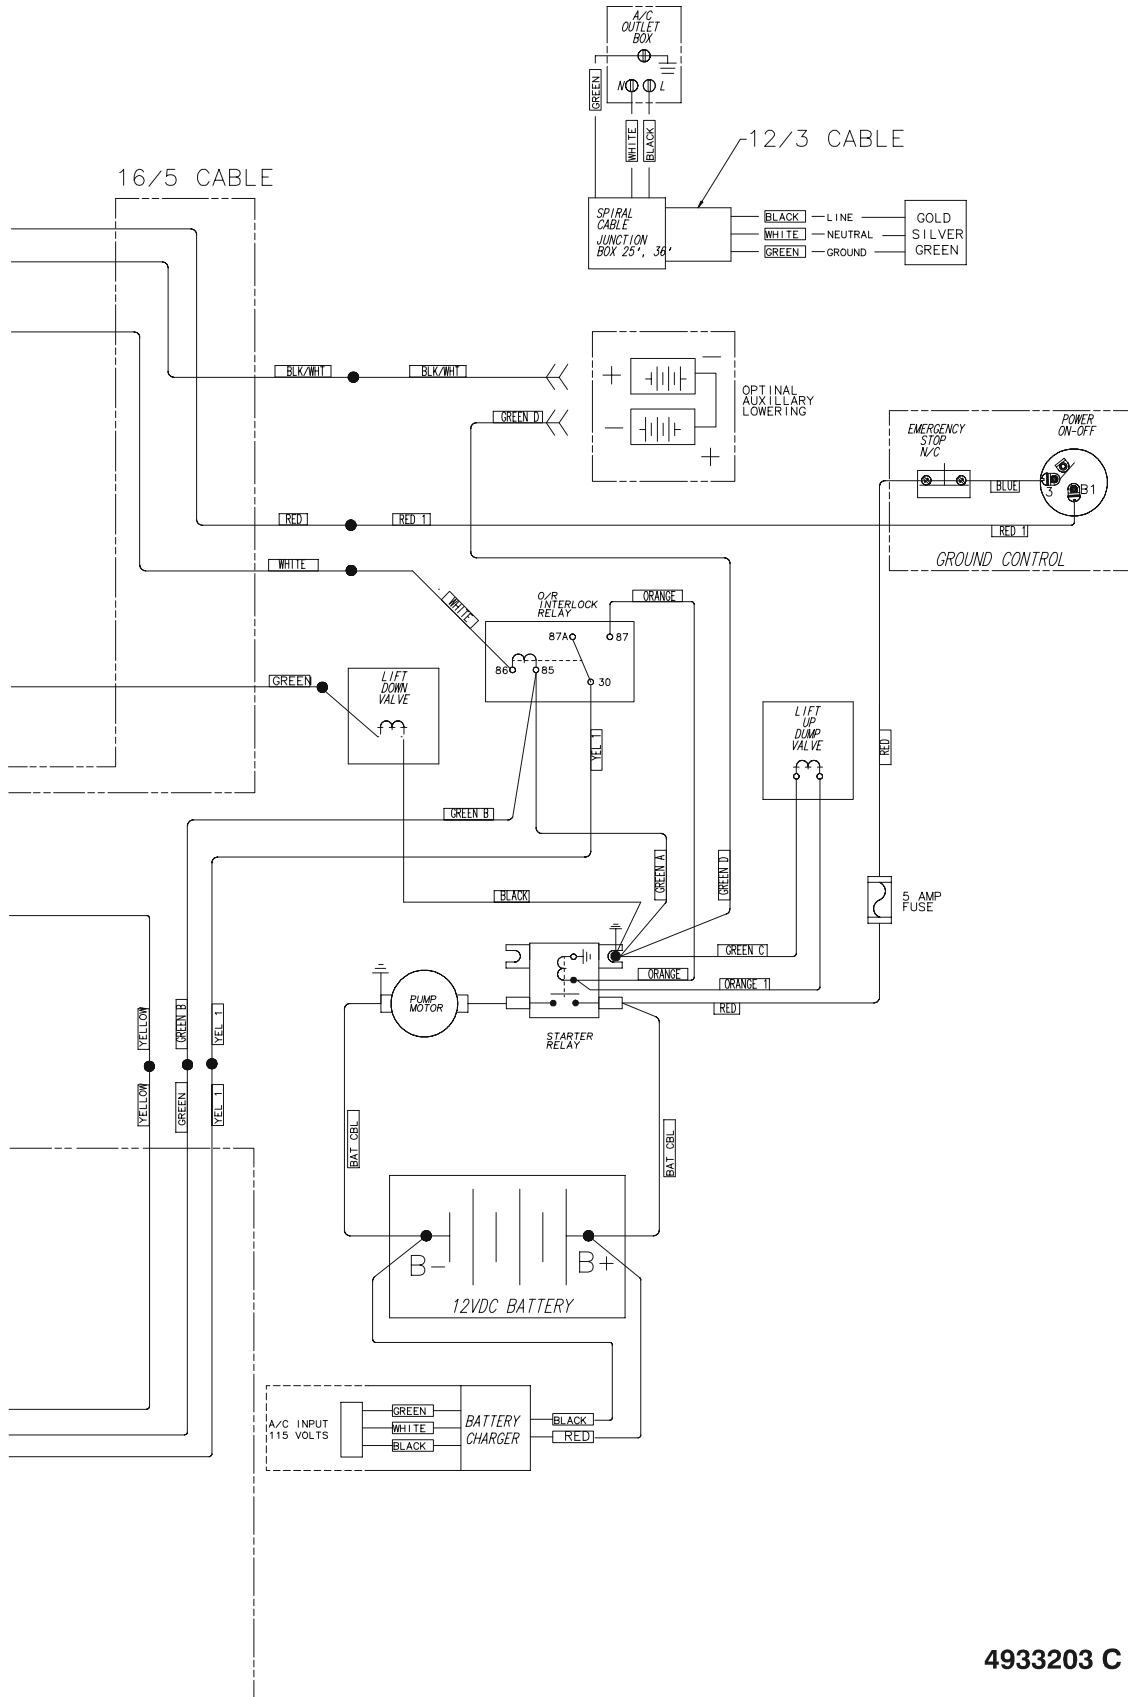 A/C
OUTLET
BOX
GREEN
N
L
WHITE
BLACK
12/3 CABLE
16/5 CABLE
SPIRAL
CABLE
JUNCTION
BOX 25', 36'
BLACK
LINE
WHITE
NEUTRAL
GREEN
GROUND
GOLD
SILVER
GREEN
BLK/WHT
BLK/WHT
GREEN D
+
−
−
+
OPTINAL
AUXILLARY
LOWERING
EMERGENCY
STOP
N/C
POWER
ON-OFF
BLUE
3
B1
RED 1
GROUND CONTROL
RED
RED 1
WHITE
WHITE
O/R
INTERLOCK
RELAY
ORANGE
87A
87
86
85
30
GREEN
LIFT
DOWN
VALVE
YEL 1
LIFT
UP
DUMP
VALVE
RED
GREEN B
GREEN A
GREEN D
BLACK
5 AMP
FUSE
GREEN C
ORANGE
ORANGE 1
RED
PUMP
MOTOR
STARTER
RELAY
YELLOW
GREEN B
YEL 1
YELLOW
GREEN
YEL 1
BAT CBL
BAT CBL
B−
B+
12VDC BATTERY
A/C INPUT
115 VOLTS
GREEN
WHITE
BLACK
BATTERY
CHARGER
BLACK
RED
4933203 C